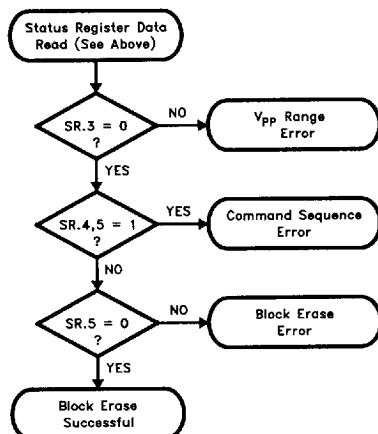 Status Register Data
Read (See Above)
SR.3 = 0
?
NO
VPP Range
Error
YES
SR.4,5 = 1
?
YES
Command Sequence
Error
NO
SR.5 = 0
?
NO
Block Erase
Error
YES
Block Erase
Successful